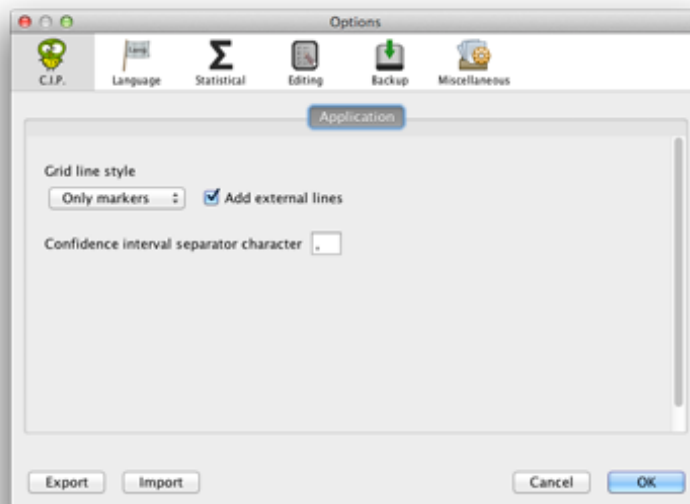 Options
C.I.P. Language Statistical Editing Backup Miscellaneous
Application
Grid line style
Only markers Add external lines
Confidence interval separator character
Export Import Cancel OK